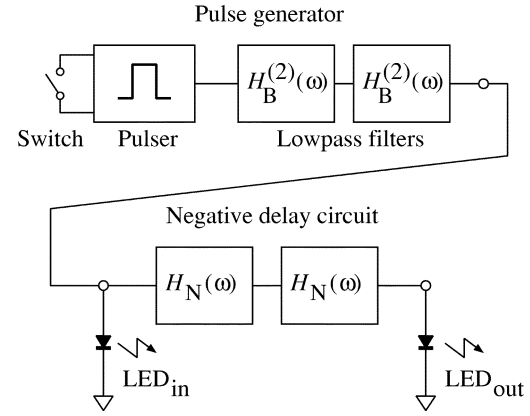 Pulse generator
H_B^(2)(ω) H_B^(2)(ω)
Switch Pulser Lowpass filters
Negative delay circuit
H_N(ω) H_N(ω)
LED_in LED_out